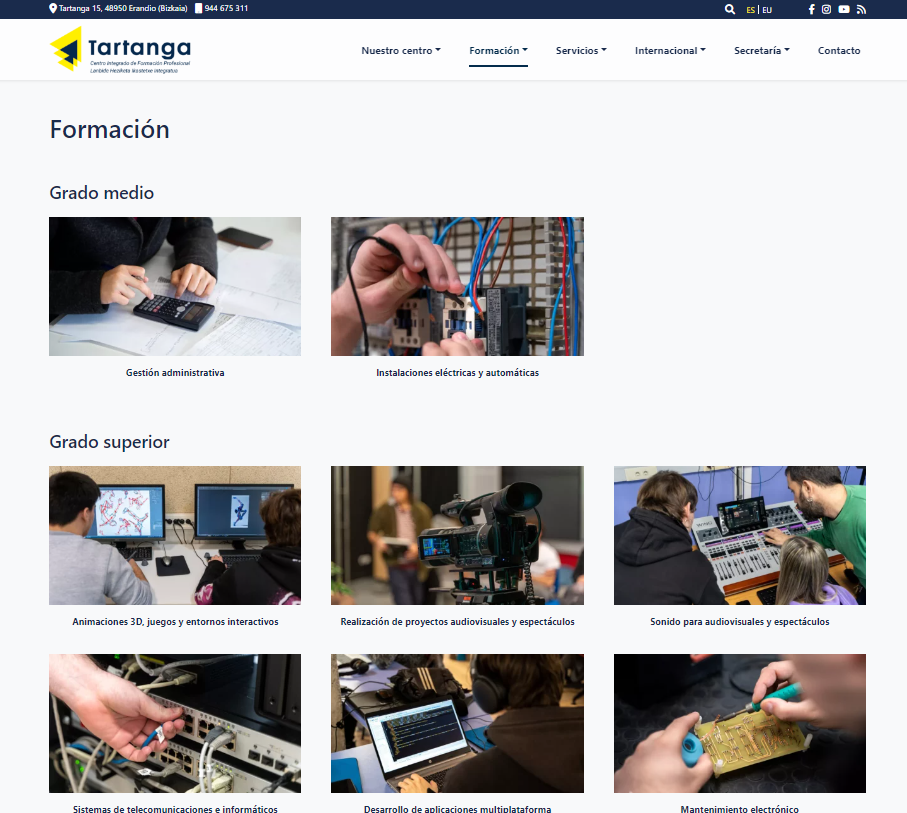 Tartanga 15, 48950 Erandio (Bizkaia) 944 675 311
ES | EU
Tartanga
Centro Integrado de Formación Profesional
Lanbide Heziketa Ikastetxe Integratua
Nuestro centro Formación Servicios Internacional Secretaría Contacto
Formación
Grado medio
Gestión administrativa Instalaciones eléctricas y automáticas
Grado superior
Animaciones 3D, juegos y entornos interactivos Realización de proyectos audiovisuales y espectáculos Sonido para audiovisuales y espectáculos
Sistemas de telecomunicaciones e informáticos Desarrollo de aplicaciones multiplataforma Mantenimiento electrónico